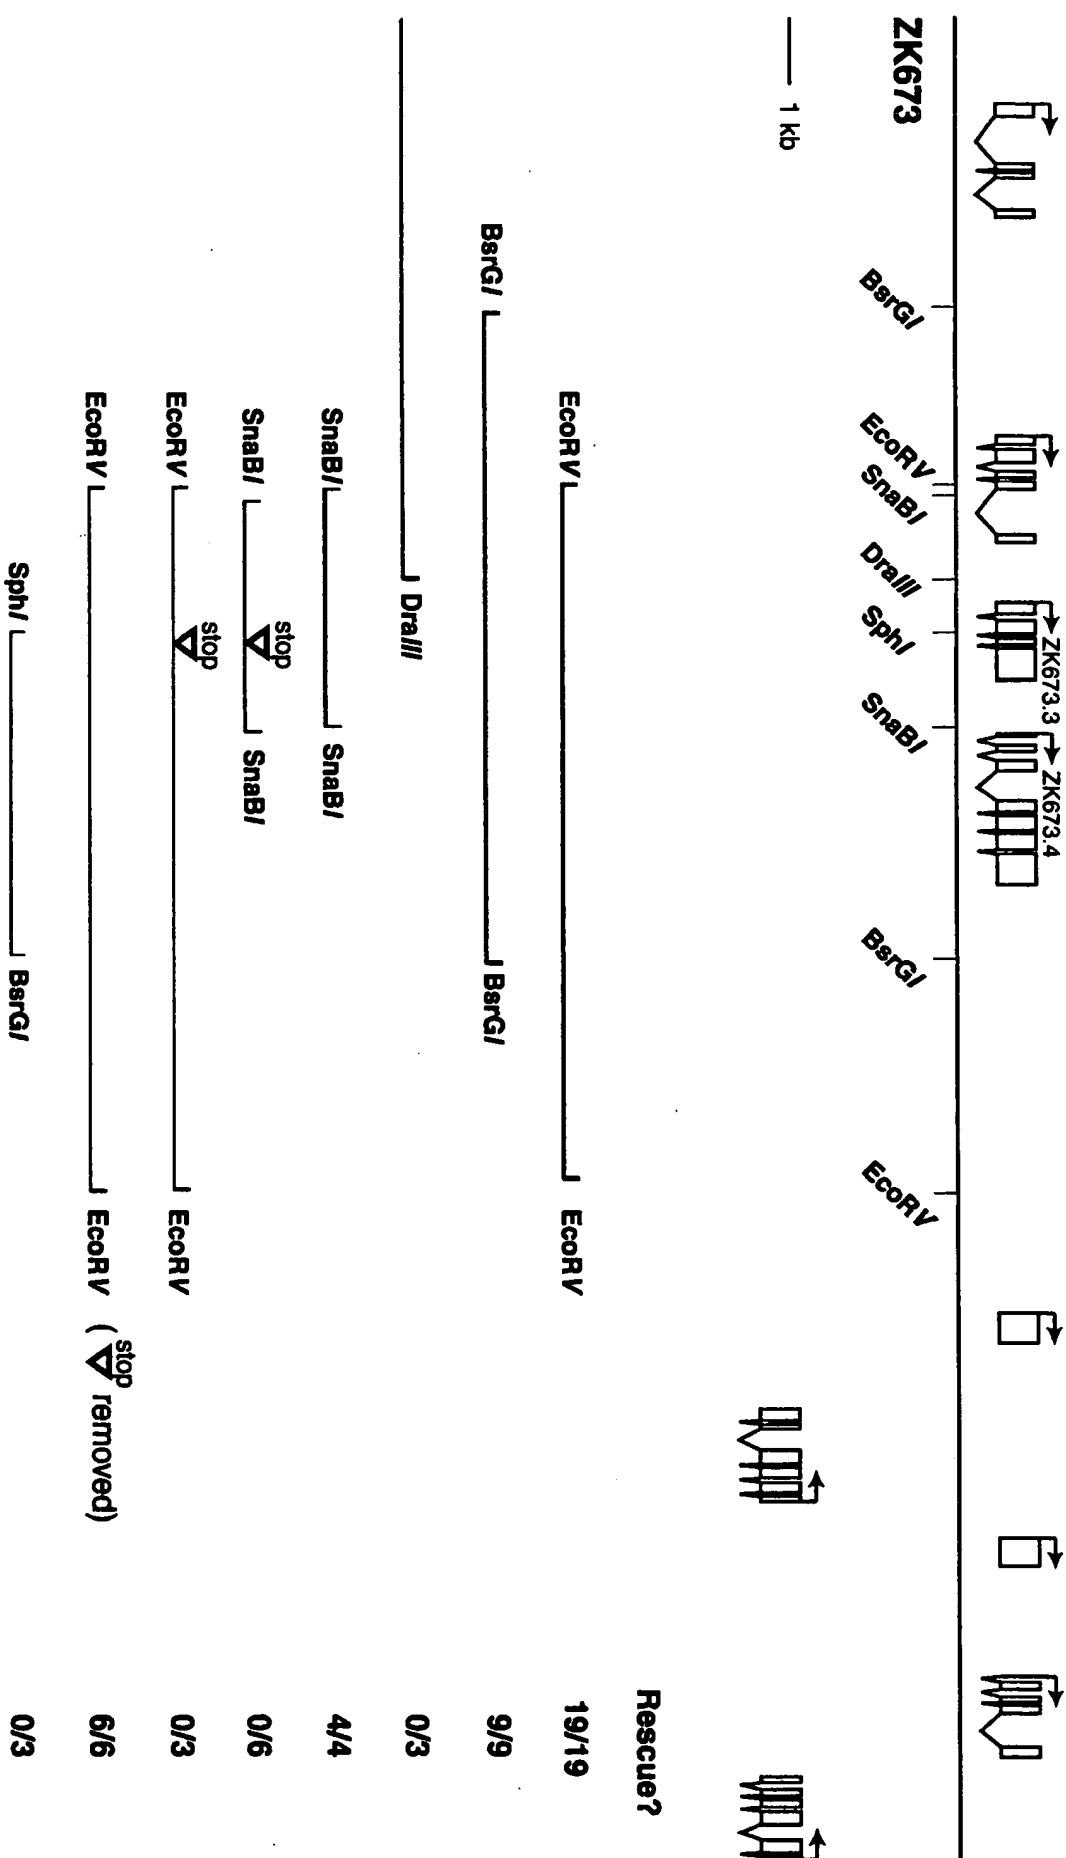 ZK673.3
ZK673.4
BsrGI
EcoRV
SnaBI
DraIII
SphI
SnaBI
BsrGI
EcoRV
ZK673
1 kb
Rescue?
EcoRV
EcoRV
19/19
BsrGI
BsrGI
9/9
DraIII
0/3
SnaBI
SnaBI
4/4
stop
SnaBI
SnaBI
0/6
stop
EcoRV
EcoRV
0/3
EcoRV
EcoRV ( stop removed)
6/6
SphI
BsrGI
0/3